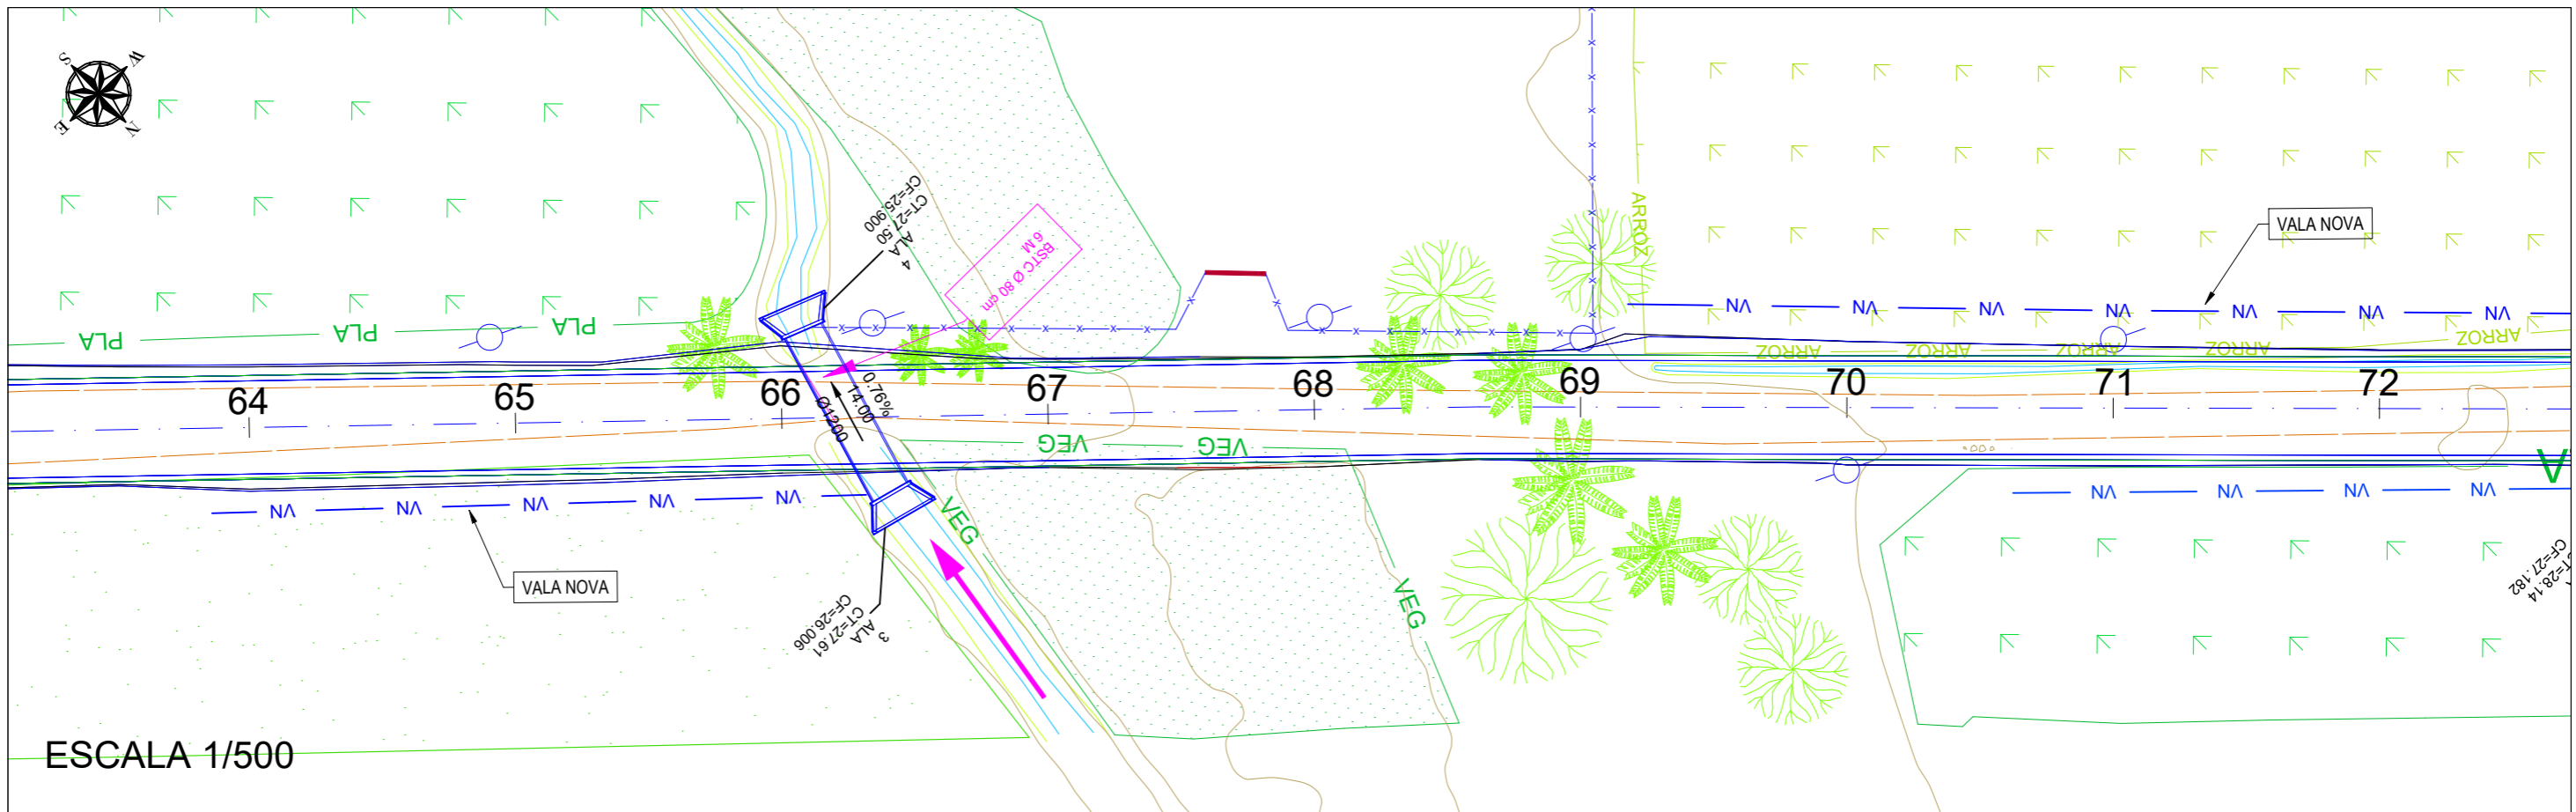 S
W
E
N
CF=25.900
CT=27.50
ALA
4
BSTC Ø 80 cm
6 M
ARROZ
VALA NOVA
VN VN VN VN VN VN VN
PLA PLA PLA
ARROZ ARROZ ARROZ ARROZ ARROZ
64 65 66 67 68 69 70 71 72
0.76%
14.00
Ø1200
VEG VEG
VN VN VN VN VN
VN VN VN VN
A
VEG
VALA NOVA
VEG
CF=26.006
CT=27.61
ALA
3
CF=27.182
T=28.14
ESCALA 1/500